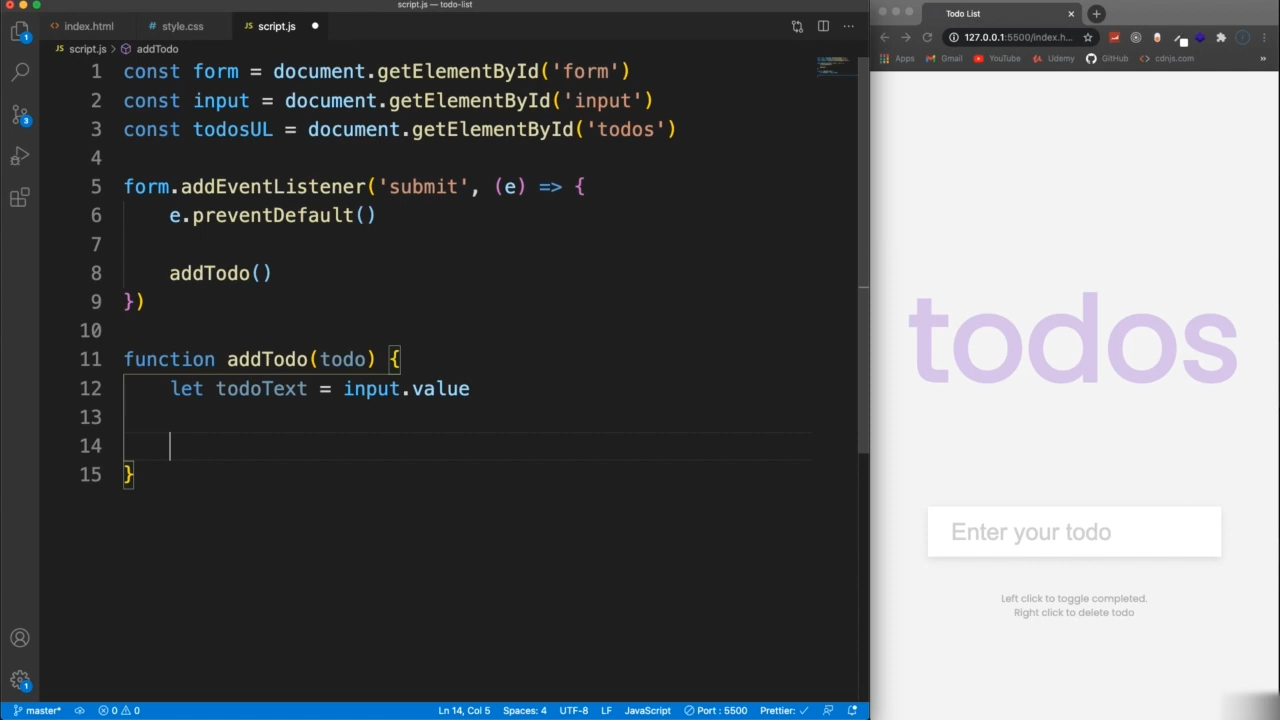 script.js — todo-list
index.html
# style.css
JS script.js
JS script.js > addTodo
1 const form = document.getElementById('form')
2 const input = document.getElementById('input')
3 const todosUL = document.getElementById('todos')
4
5 form.addEventListener('submit', (e) => {
6 e.preventDefault()
7
8 addTodo()
9 })
10
11 function addTodo(todo) {
12 let todoText = input.value
13
14
15 }
1
3
1
master*
0 0
Ln 14, Col 5
Spaces: 4
UTF-8
LF
JavaScript
Port : 5500
Prettier: ✓
Todo List
127.0.0.1:5500/index.h...
Apps
Gmail
YouTube
Udemy
GitHub
cdnjs.com
»
todos
Enter your todo
Left click to toggle completed.
Right click to delete todo